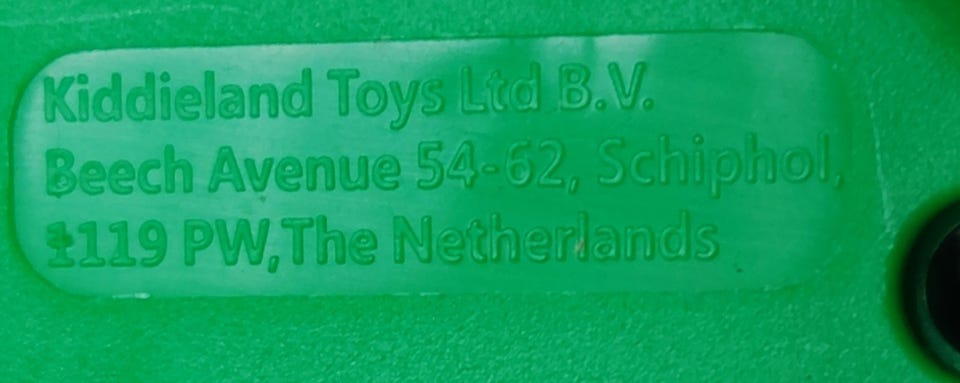 Kiddieland Toys Ltd B.V.
Beech Avenue 54-62, Schiphol,
1119 PW,The Netherlands